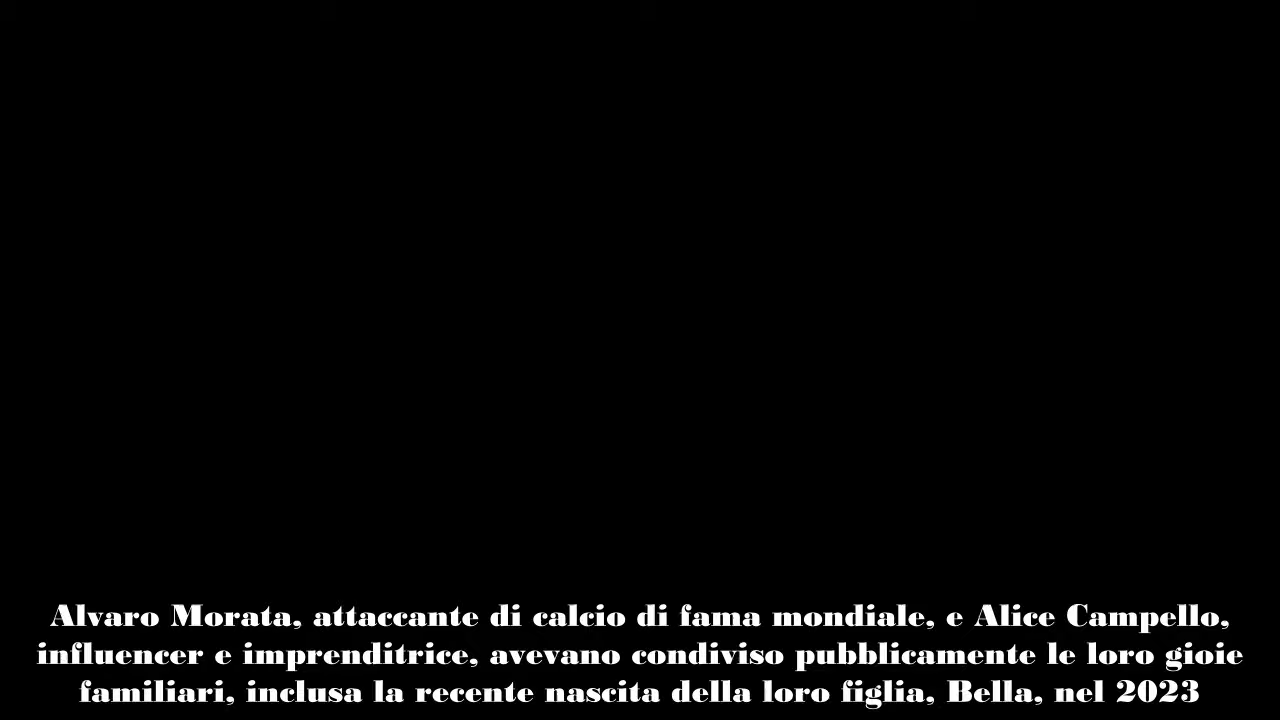 Alvaro Morata, attaccante di calcio di fama mondiale, e Alice Campello,
influencer e imprenditrice, avevano condiviso pubblicamente le loro gioie
familiari, inclusa la recente nascita della loro figlia, Bella, nel 2023